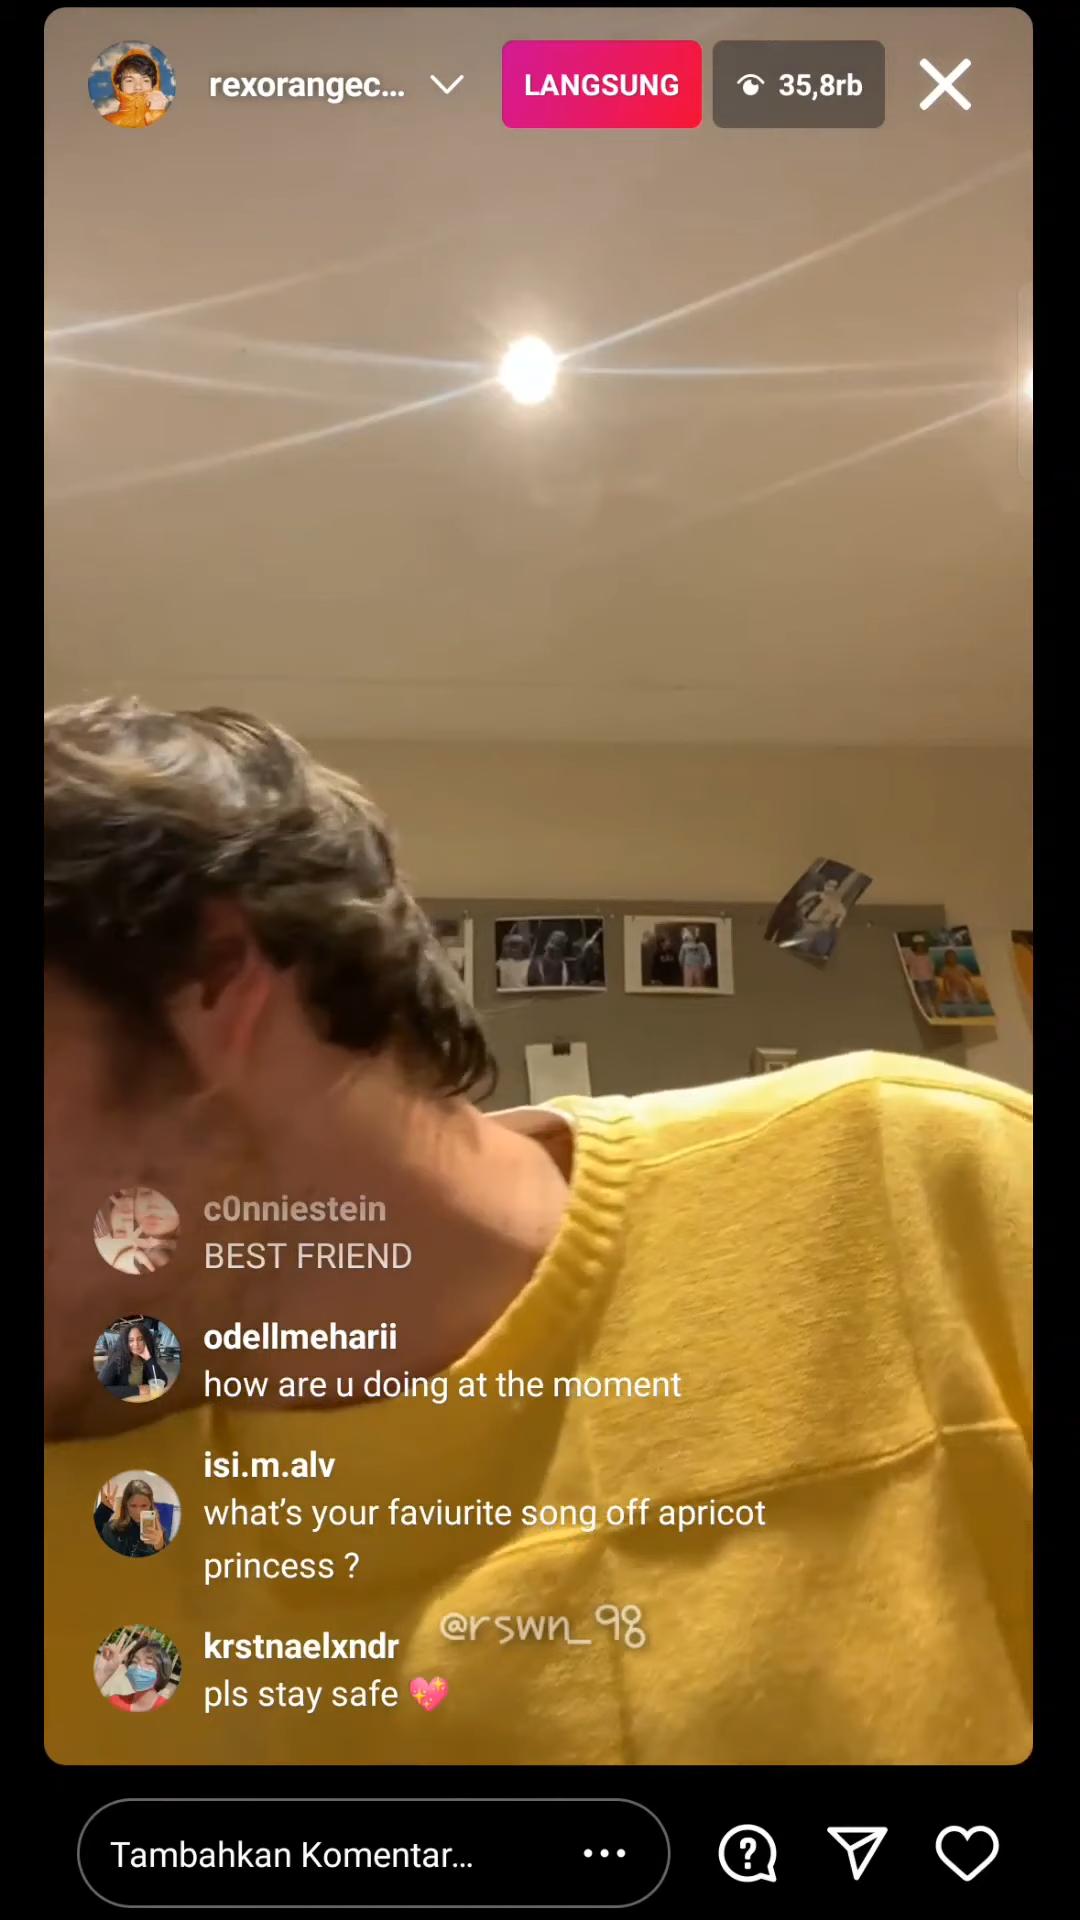 rexorangec...
LANGSUNG
35,8rb
c0nniestein
BEST FRIEND
odellmeharii
how are u doing at the moment
isi.m.alv
what’s your faviurite song off apricot
princess ?
@rswn_98
krstnaelxndr
pls stay safe 💖
Tambahkan Komentar...